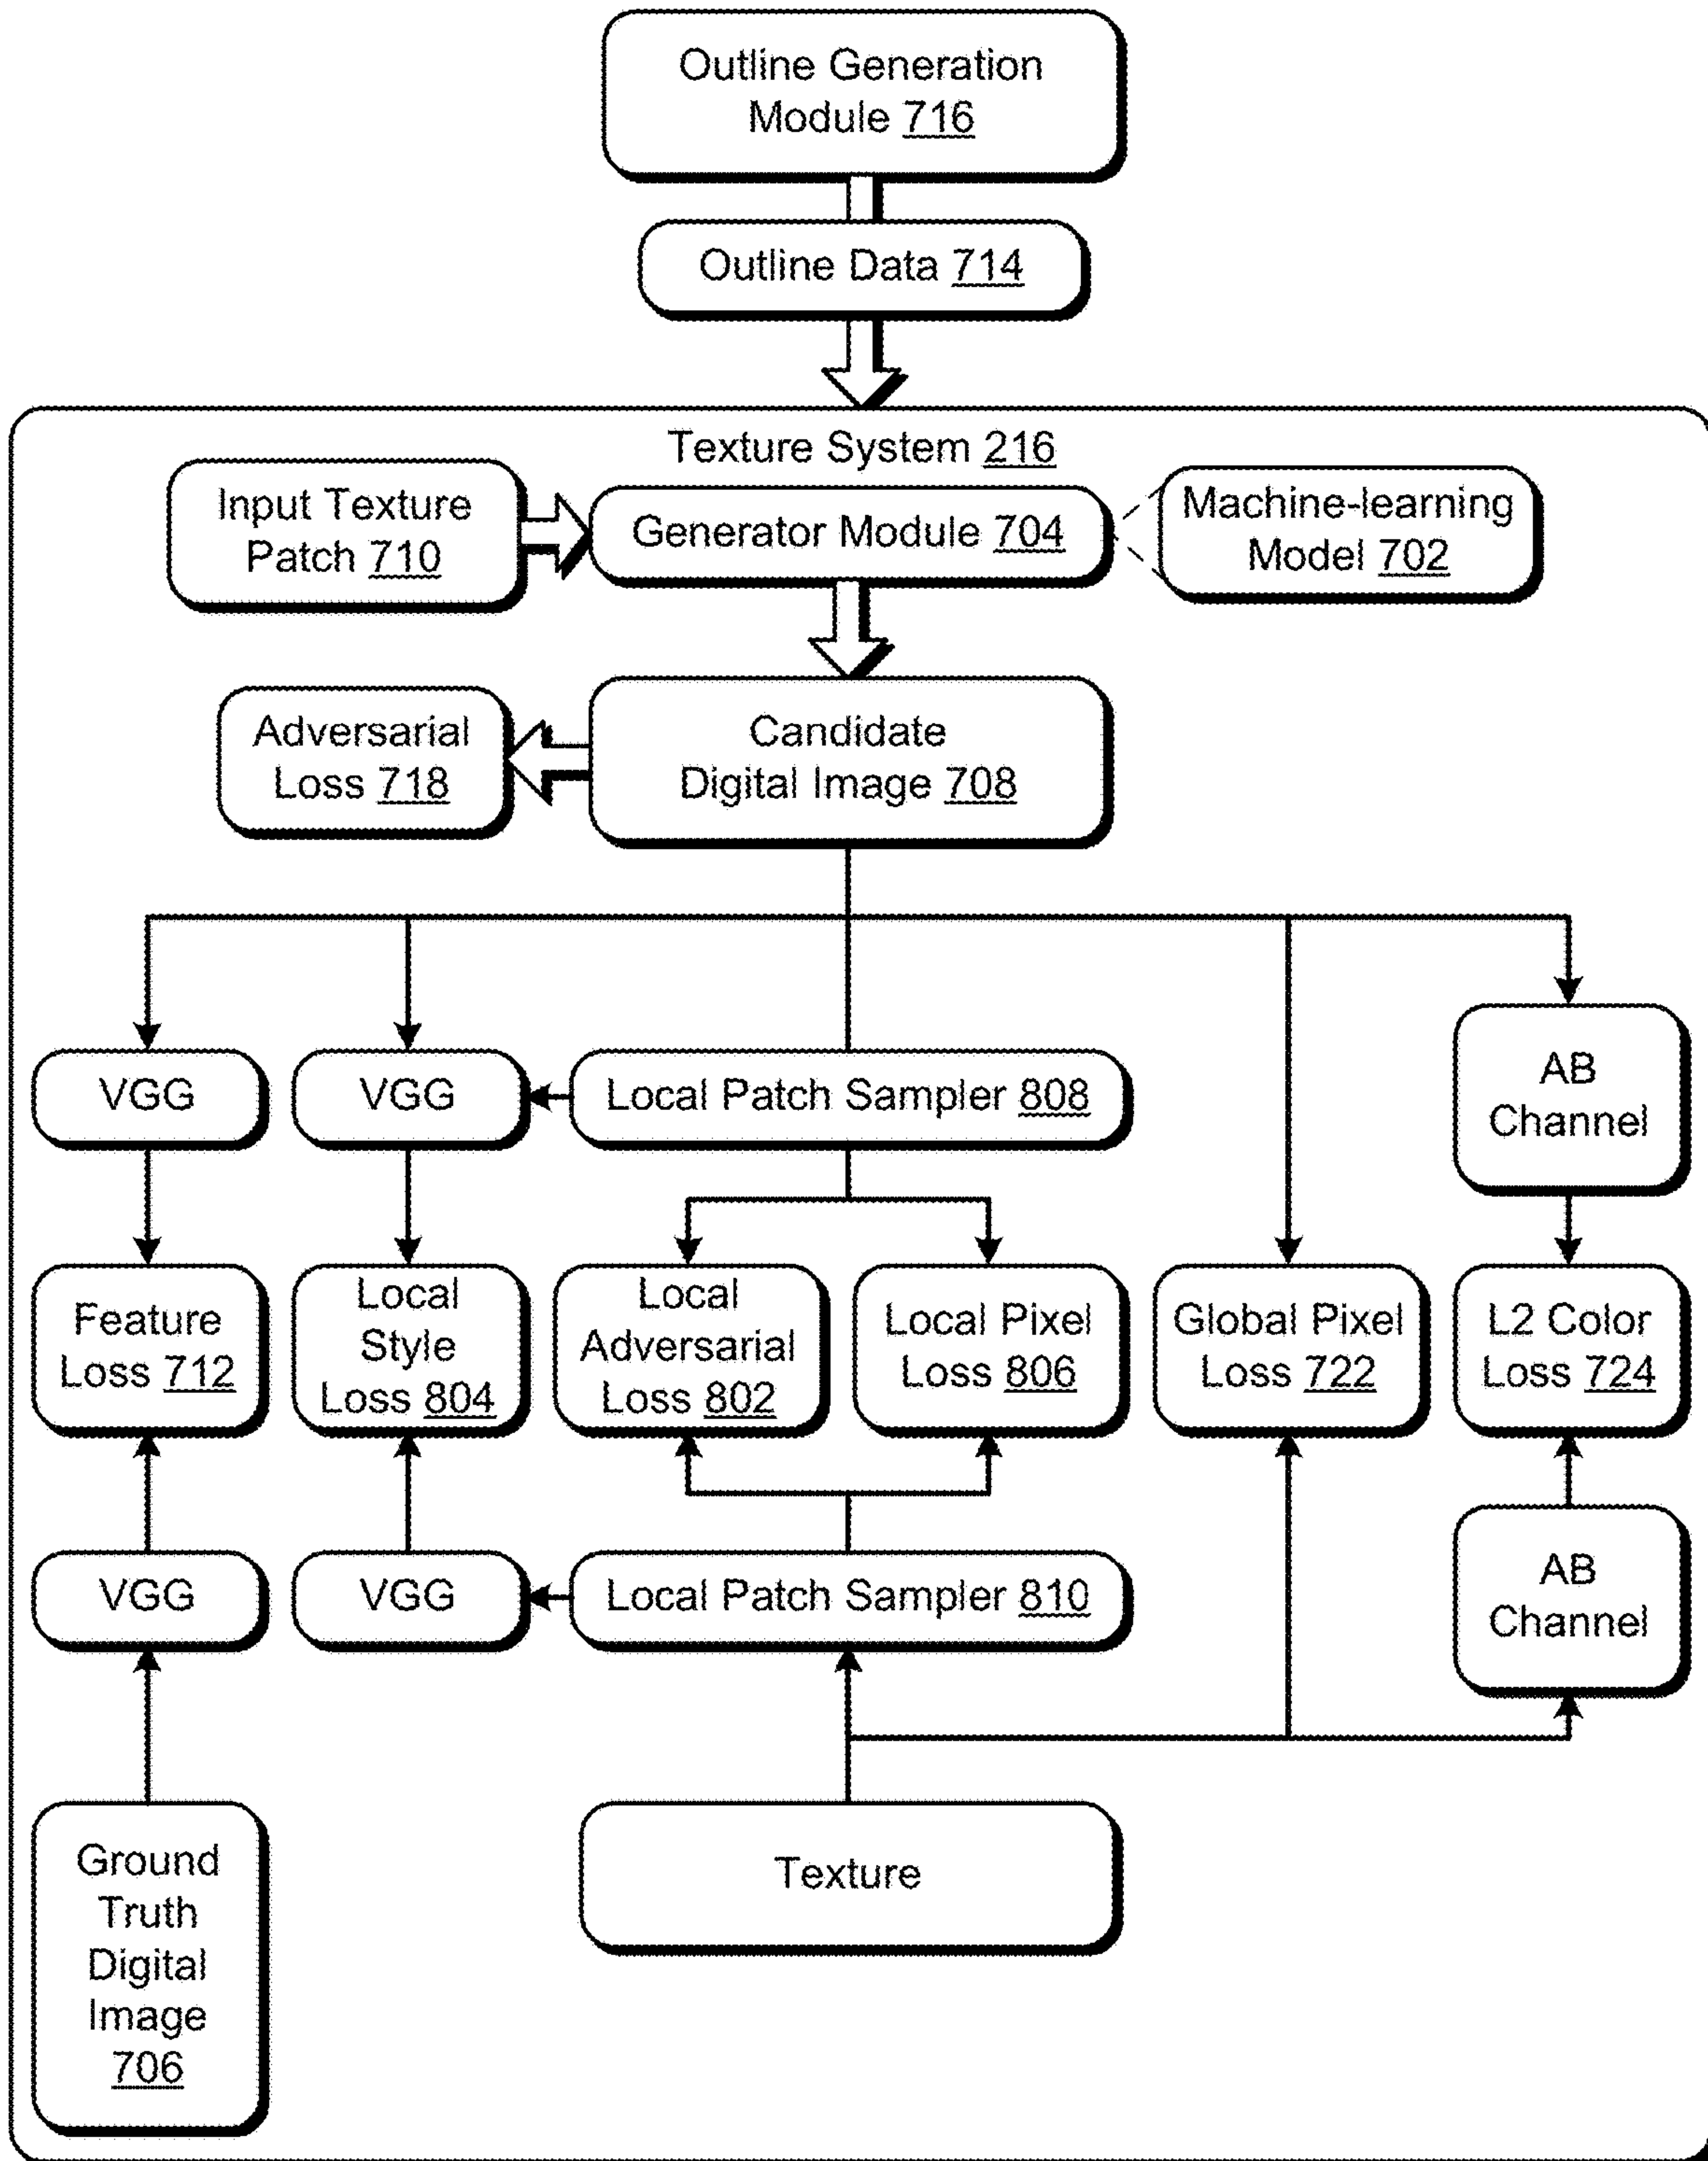 Outline Generation
Module 716
Outline Data 714
Texture System 216
Input Texture
Patch 710
Generator Module 704
Machine-learning
Model 702
Adversarial
Loss 718
Candidate
Digital Image 708
VGG
VGG
Local Patch Sampler 808
AB
Channel
Feature
Loss 712
Local
Style
Loss 804
Local
Adversarial
Loss 802
Local Pixel
Loss 806
Global Pixel
Loss 722
L2 Color
Loss 724
VGG
VGG
Local Patch Sampler 810
AB
Channel
Ground
Truth
Digital
Image
706
Texture